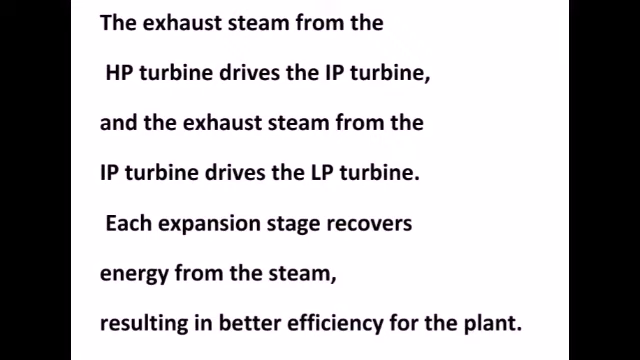 The exhaust steam from the
HP turbine drives the IP turbine,
and the exhaust steam from the
IP turbine drives the LP turbine.
Each expansion stage recovers
energy from the steam,
resulting in better efficiency for the plant.